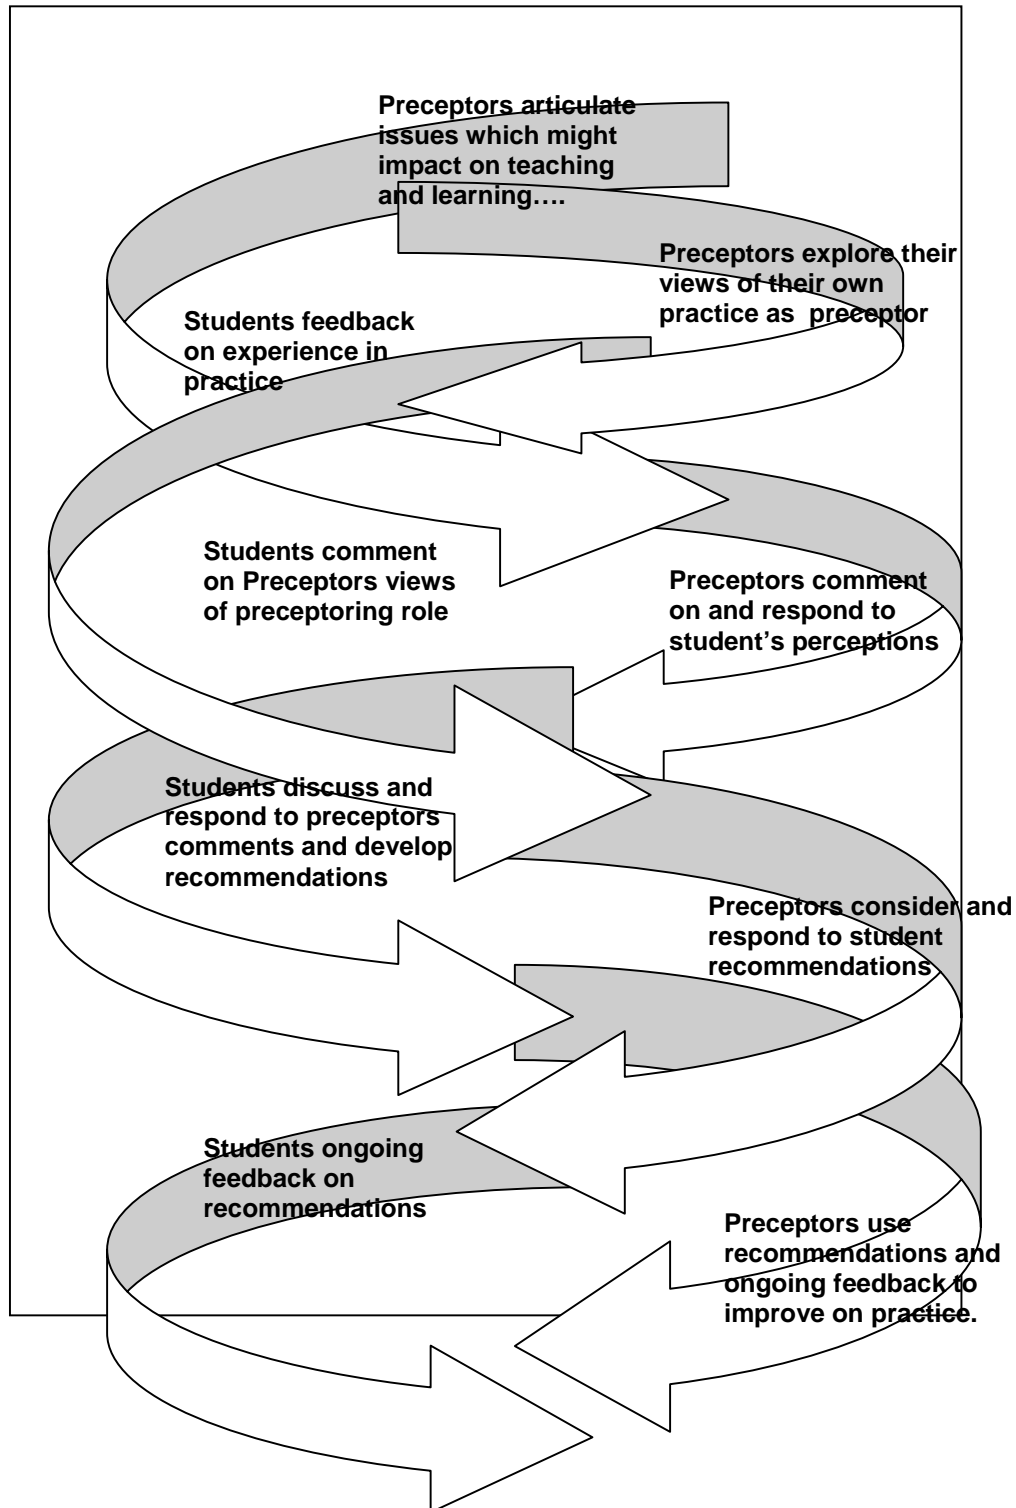 Preceptors articulate
issues which might
impact on teaching
and learning….
Preceptors explore their
views of their own
practice as  preceptor
Students feedback
on experience in
practice
Students comment
on Preceptors views
of preceptoring role
Preceptors comment
on and respond to
student’s perceptions
Students discuss and
respond to preceptors
comments and develop
recommendations
Preceptors consider and
respond to student
recommendations
Students ongoing
feedback on
recommendations
Preceptors use
recommendations and
ongoing feedback to
improve on practice.